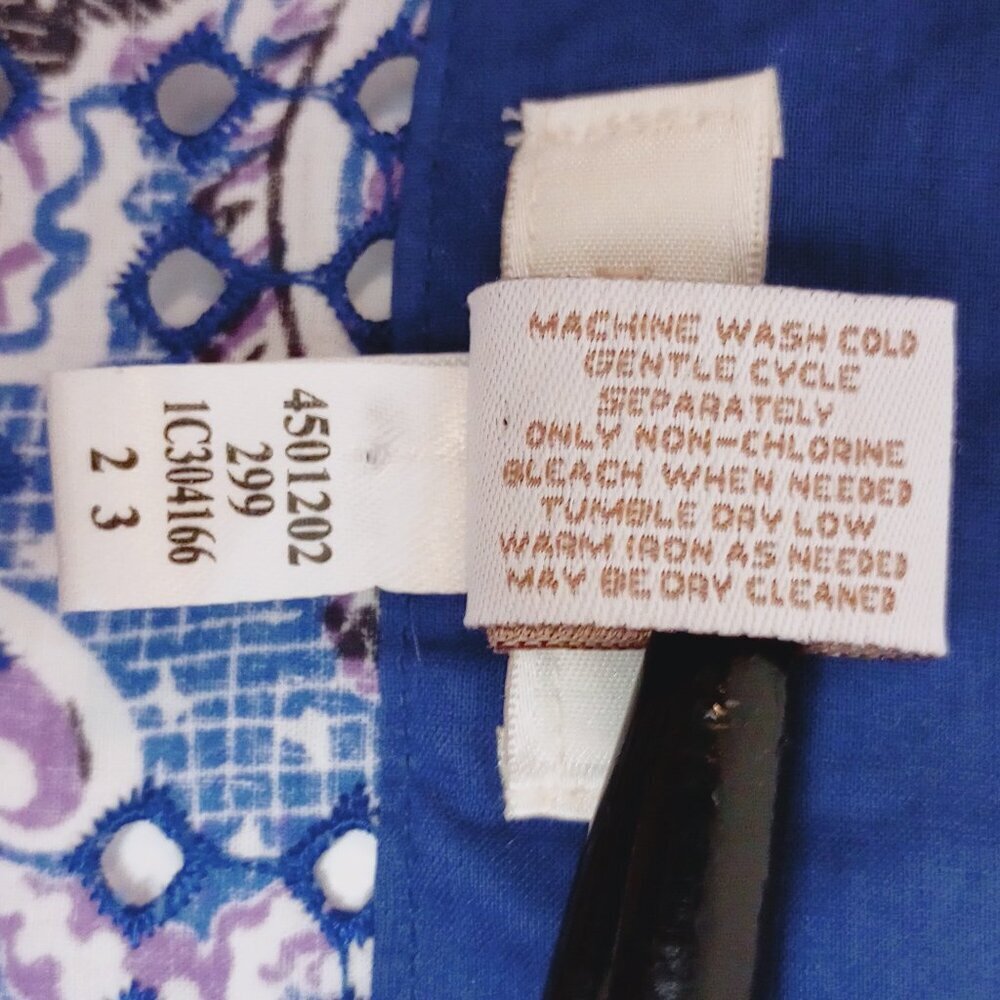 MACHINE WASH COLD
GENTLE CYCLE
SEPARATELY
ONLY NON-CHLORINE
BLEACH WHEN NEEDED
TUMBLE DRY LOW
WARM IRON AS NEEDED
MAY BE DRY CLEANED
4501202
299
1C304166
2 3